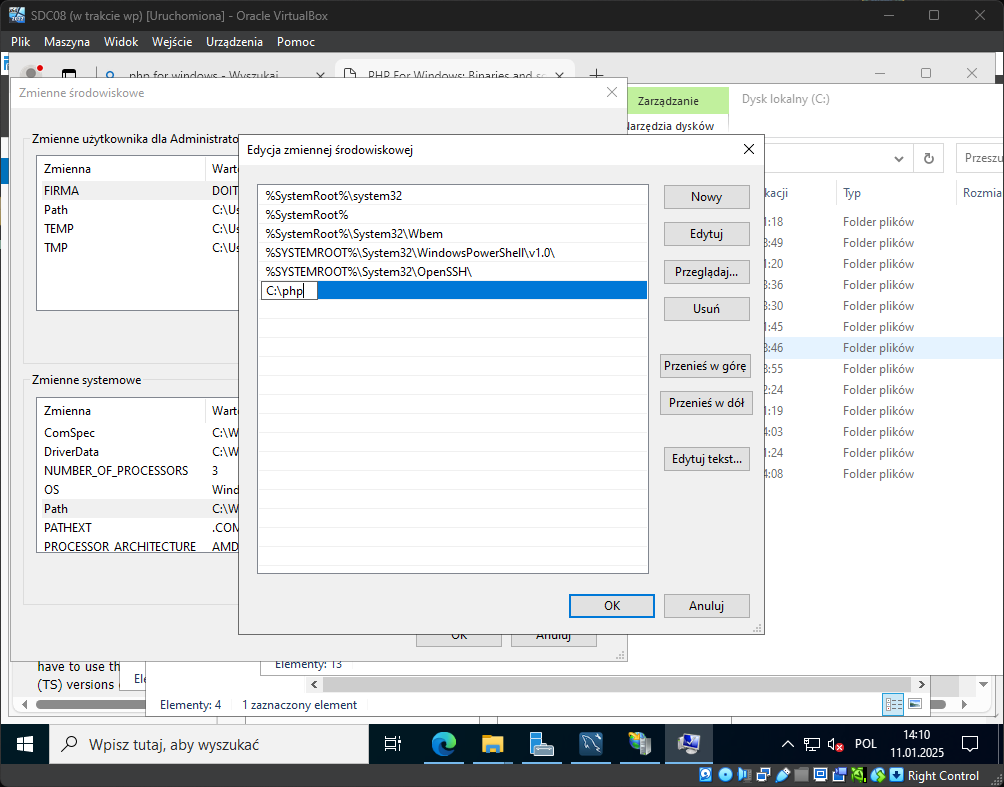 SDC08 (w trakcie wp) [Uruchomiona] - Oracle VirtualBox
Plik Maszyna Widok Wejście Urządzenia Pomoc
php for windows - Wyszukaj
PHP For Windows: Binaries and
Zmienne środowiskowe
Zarządzanie
Dysk lokalny (C:)
Narzędzia dysków
Zmienne użytkownika dla Administrato
Edycja zmiennej środowiskowej
Przeszu
Zmienna Wart
FIRMA DOIT
Path C:\Us
TEMP C:\Us
TMP C:\Us
%SystemRoot%\system32
%SystemRoot%
%SystemRoot%\System32\Wbem
%SYSTEMROOT%\System32\WindowsPowerShell\v1.0\
%SYSTEMROOT%\System32\OpenSSH\
C:\php
Nowy
Edytuj
Przeglądaj...
Usuń
Przenieś w górę
Przenieś w dół
Edytuj tekst...
kacji Typ Rozmia
1:18 Folder plików
8:49 Folder plików
1:20 Folder plików
8:36 Folder plików
3:30 Folder plików
1:45 Folder plików
3:46 Folder plików
3:55 Folder plików
2:24 Folder plików
1:19 Folder plików
4:03 Folder plików
1:24 Folder plików
4:08 Folder plików
Zmienne systemowe
Zmienna Wart
ComSpec C:\W
DriverData C:\W
NUMBER_OF_PROCESSORS 3
OS Wind
Path C:\W
PATHEXT .COM
PROCESSOR_ARCHITECTURE AMD
OK Anuluj
OK Anuluj
have to use th
(TS) versions
Ele
Elementy: 13
Elementy: 4 1 zaznaczony element
Wpisz tutaj, aby wyszukać
POL
14:10
11.01.2025
Right Control